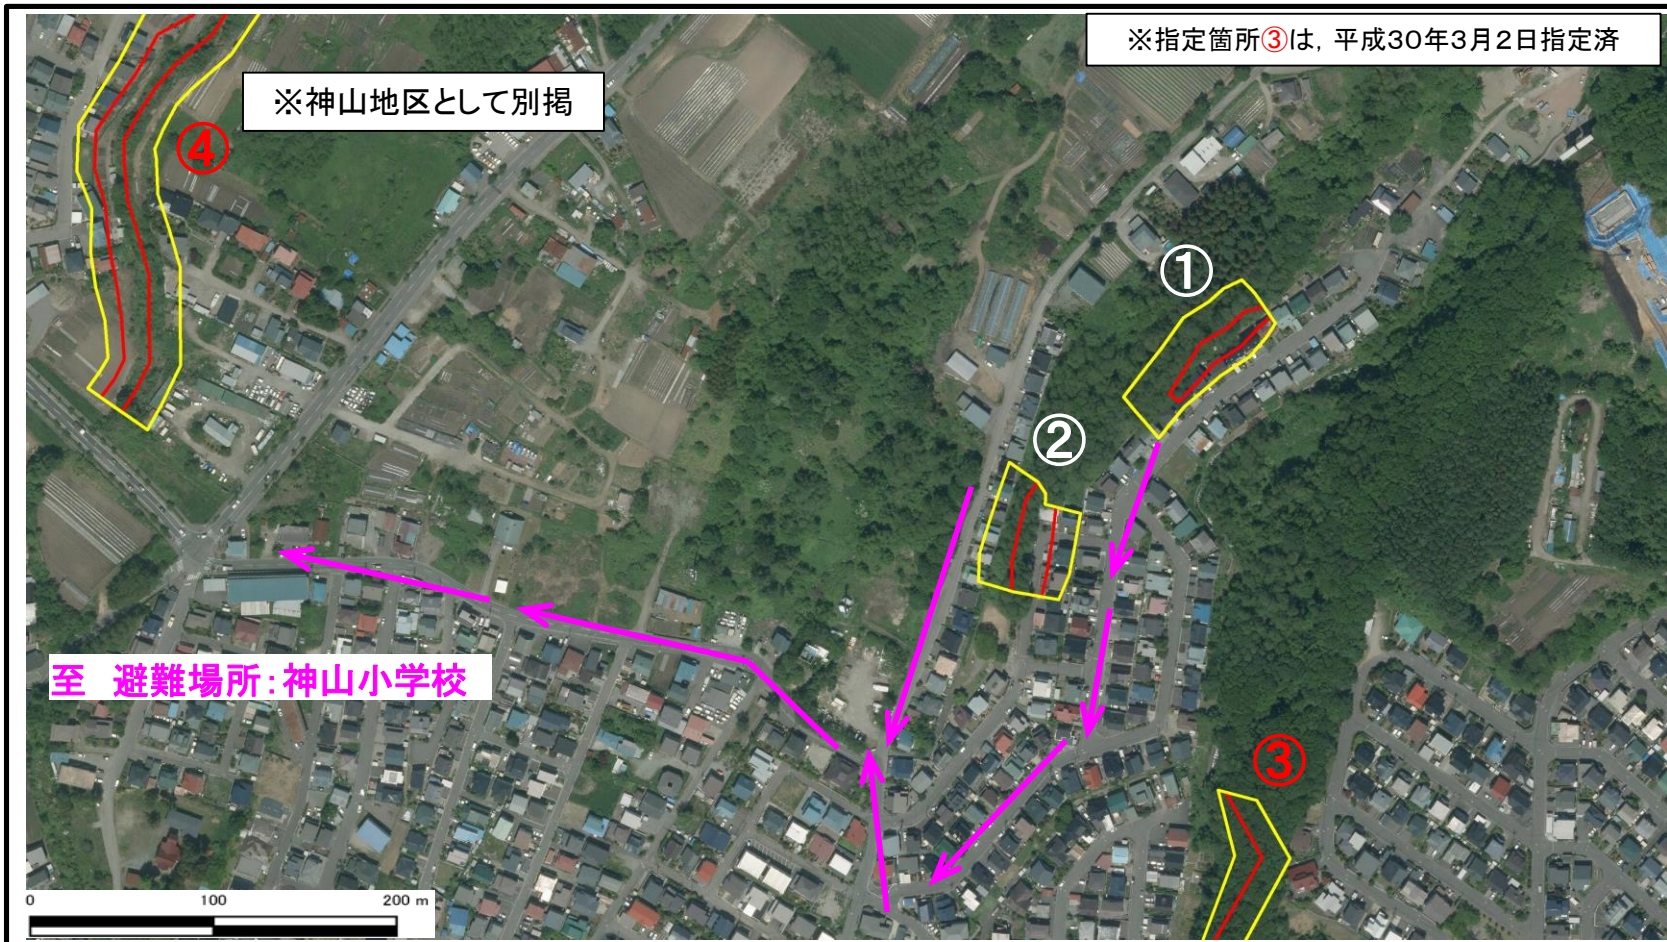 ※指定箇所③は, 平成30年3月2日指定済
※神山地区として別掲
④
①
②
至 避難場所:神山小学校
③
0 100 200 m